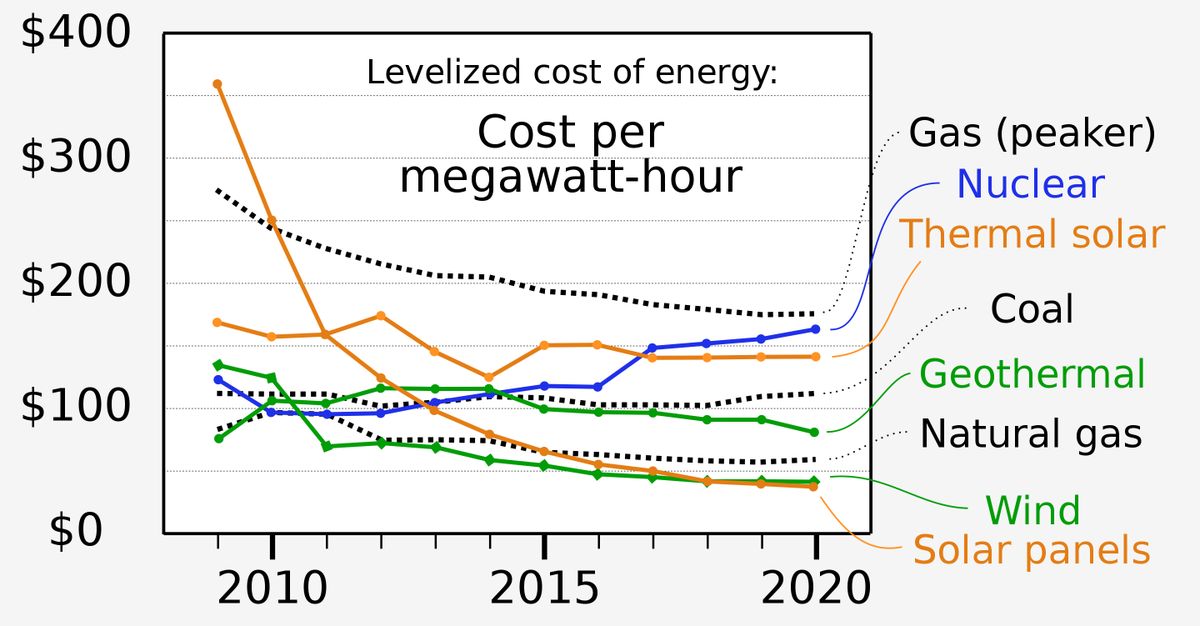 Levelized cost of energy:
Cost per
megawatt-hour
$400
$300
$200
$100
$0
2010
2015
2020
Gas (peaker)
Nuclear
Thermal solar
Coal
Geothermal
Natural gas
Wind
Solar panels